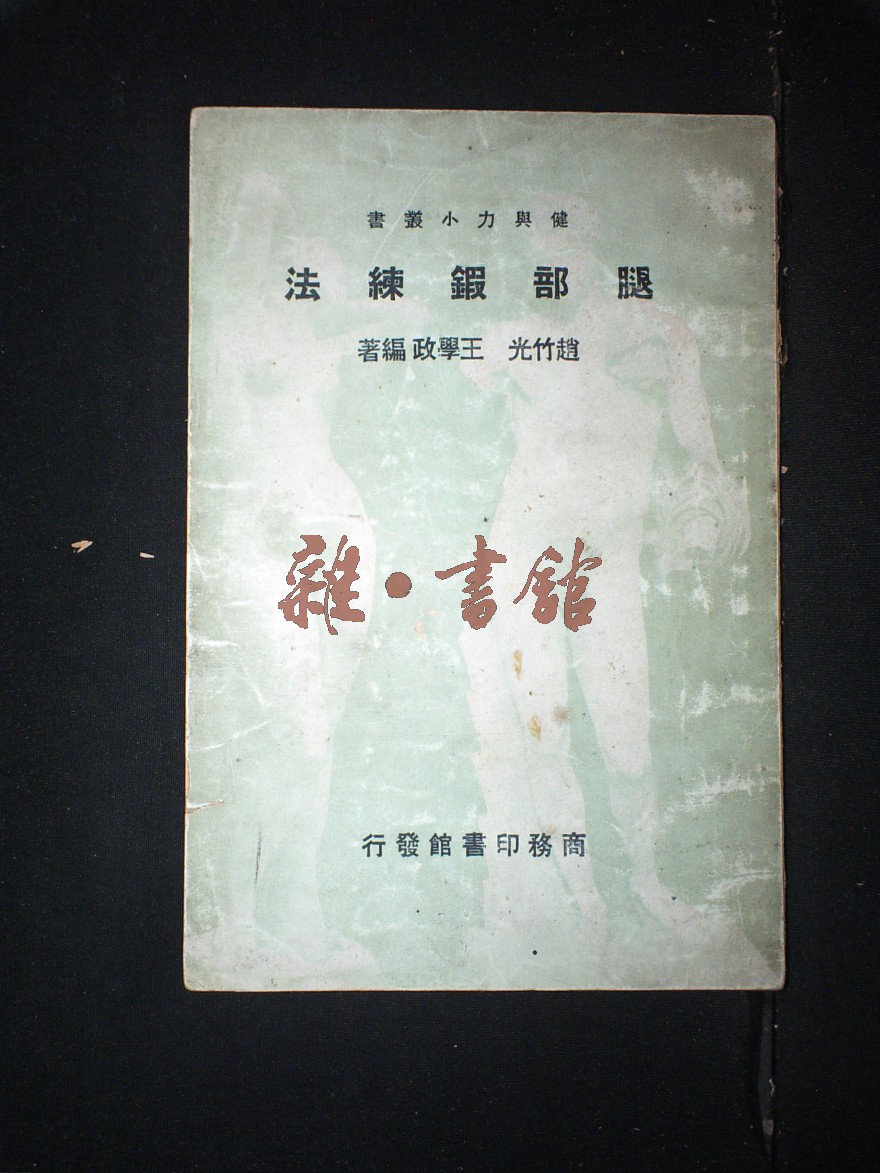 健與力小叢書
腿部鍜練法
趙竹光 王學政 編著
雜·書館
商務印書館發行